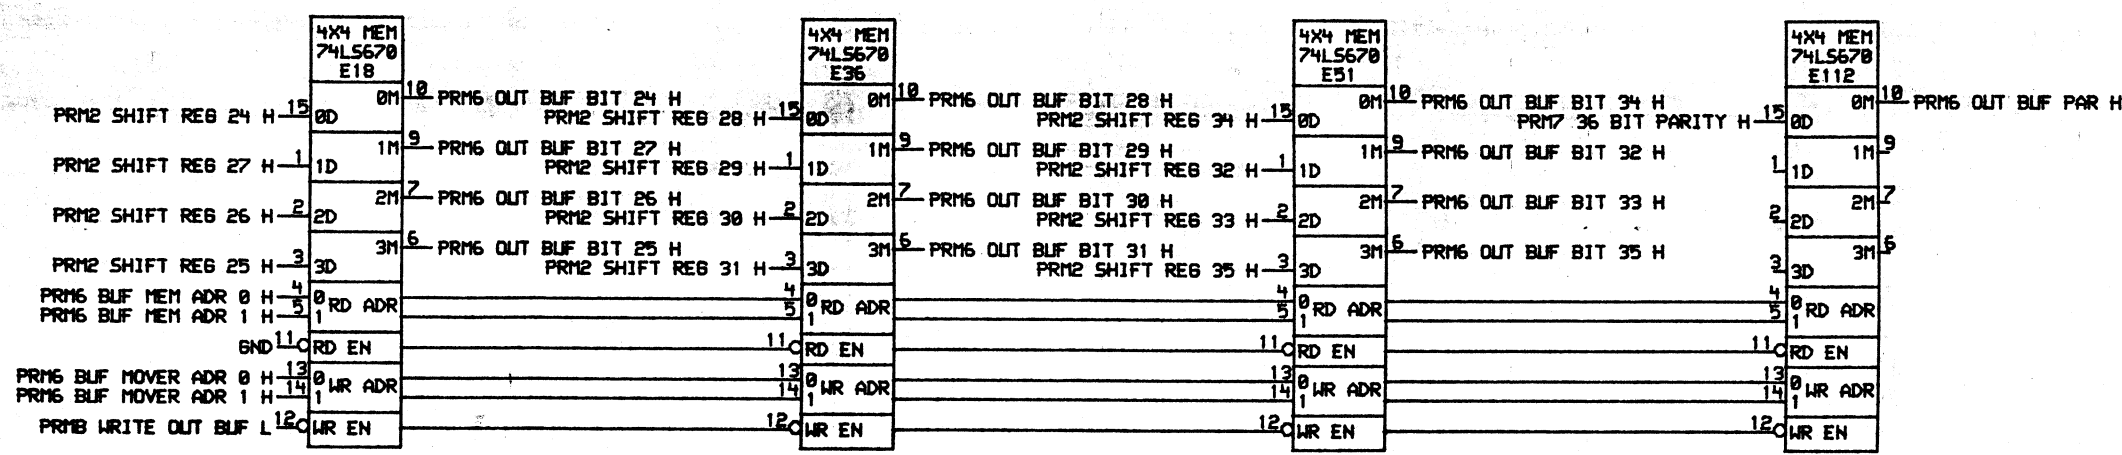 4X4 MEM
74LS670
E18
15 PRM2 SHIFT REG 24 H 0D
0M 10 PRM6 OUT BUF BIT 24 H
PRM2 SHIFT REG 27 H 1 1D
1M 9 PRM6 OUT BUF BIT 27 H
PRM2 SHIFT REG 26 H 2 2D
2M 7 PRM6 OUT BUF BIT 26 H
PRM2 SHIFT REG 25 H 3 3D
3M 6 PRM6 OUT BUF BIT 25 H
PRM6 BUF MEM ADR 0 H 4 0
RD ADR
PRM6 BUF MEM ADR 1 H 5 1
GND 11 RD EN
PRM6 BUF MOVER ADR 0 H 13 0
WR ADR
PRM6 BUF MOVER ADR 1 H 14 1
PRM8 WRITE OUT BUF L 12 WR EN
4X4 MEM
74LS670
E36
PRM2 SHIFT REG 28 H 15 0D
0M 10 PRM6 OUT BUF BIT 28 H
PRM2 SHIFT REG 29 H 1 1D
1M 9 PRM6 OUT BUF BIT 29 H
PRM2 SHIFT REG 30 H 2 2D
2M 7 PRM6 OUT BUF BIT 30 H
PRM2 SHIFT REG 31 H 3 3D
3M 6 PRM6 OUT BUF BIT 31 H
4 0
RD ADR
5 1
11 RD EN
13 0
WR ADR
14 1
12 WR EN
4X4 MEM
74LS670
E51
PRM2 SHIFT REG 34 H 15 0D
0M 10 PRM6 OUT BUF BIT 34 H
PRM2 SHIFT REG 32 H 1 1D
1M 9 PRM6 OUT BUF BIT 32 H
PRM2 SHIFT REG 33 H 2 2D
2M 7 PRM6 OUT BUF BIT 33 H
PRM2 SHIFT REG 35 H 3 3D
3M 6 PRM6 OUT BUF BIT 35 H
4 0
RD ADR
5 1
11 RD EN
13 0
WR ADR
14 1
12 WR EN
4X4 MEM
74LS670
E112
PRM7 36 BIT PARITY H 15 0D
0M 10 PRM6 OUT BUF PAR H
1 1D
1M 9
2 2D
2M 7
3 3D
3M 6
4 0
RD ADR
5 1
11 RD EN
13 0
WR ADR
14 1
12 WR EN